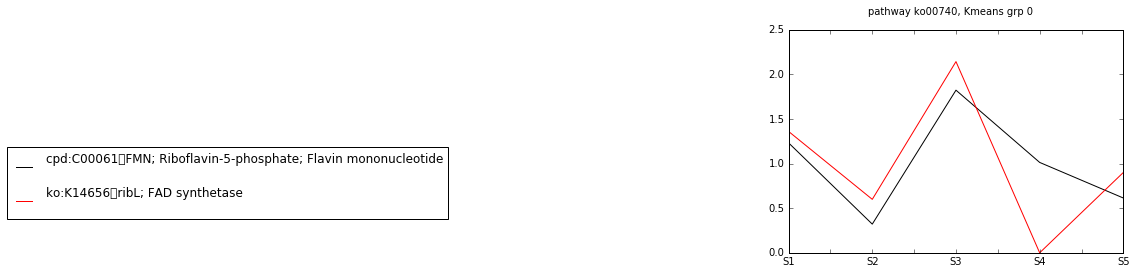 pathway ko00740, Kmeans grp 0
2.5
2.0
1.5
1.0
0.5
0.0
S1 S2 S3 S4 S5
cpd:C00061▯FMN; Riboflavin-5-phosphate; Flavin mononucleotide
ko:K14656▯ribL; FAD synthetase